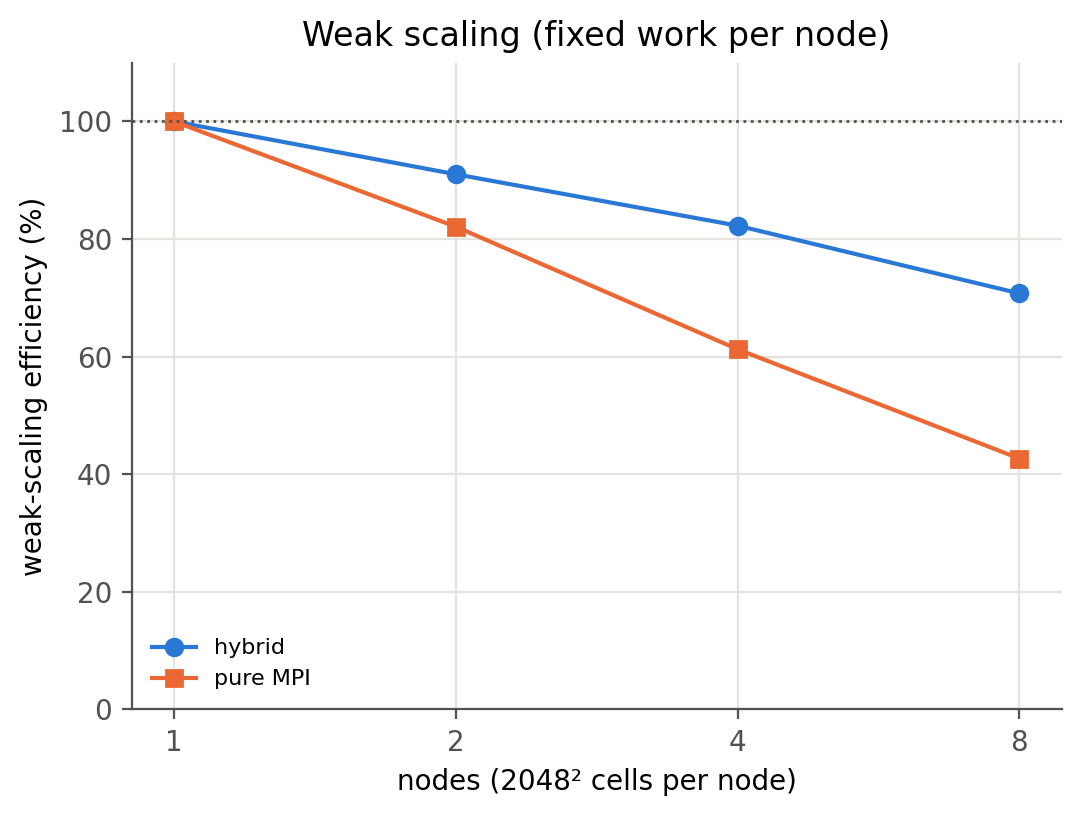 Weak scaling (fixed work per node)
weak-scaling efficiency (%)
100
80
60
40
20
0
hybrid
pure MPI
1 2 4 8
nodes (2048² cells per node)